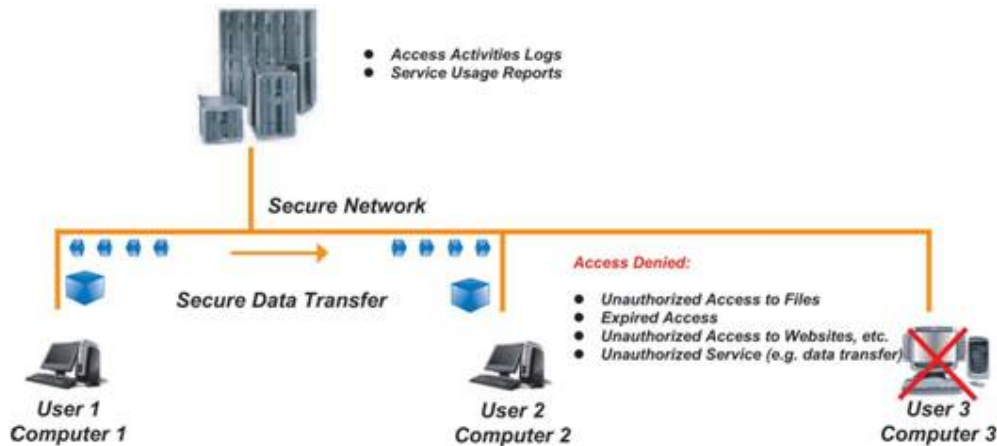 ● Access Activities Logs
● Service Usage Reports
Secure Network
Secure Data Transfer
Access Denied:
● Unauthorized Access to Files
● Expired Access
● Unauthorized Access to Websites, etc.
● Unauthorized Service (e.g. data transfer)
User 1
Computer 1
User 2
Computer 2
User 3
Computer 3